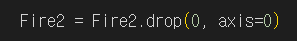 Fire2 = Fire2.drop(0, axis=0)